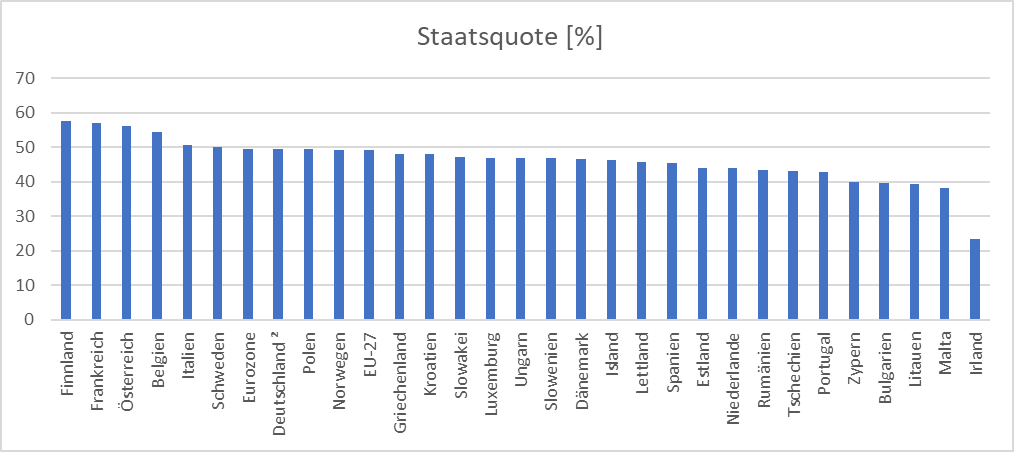 Staatsquote [%]
70
60
50
40
30
20
10
0
Finnland
Frankreich
Österreich
Belgien
Italien
Schweden
Eurozone
Deutschland ²
Polen
Norwegen
EU-27
Griechenland
Kroatien
Slowakei
Luxemburg
Ungarn
Slowenien
Dänemark
Island
Lettland
Spanien
Estland
Niederlande
Rumänien
Tschechien
Portugal
Zypern
Bulgarien
Litauen
Malta
Irland